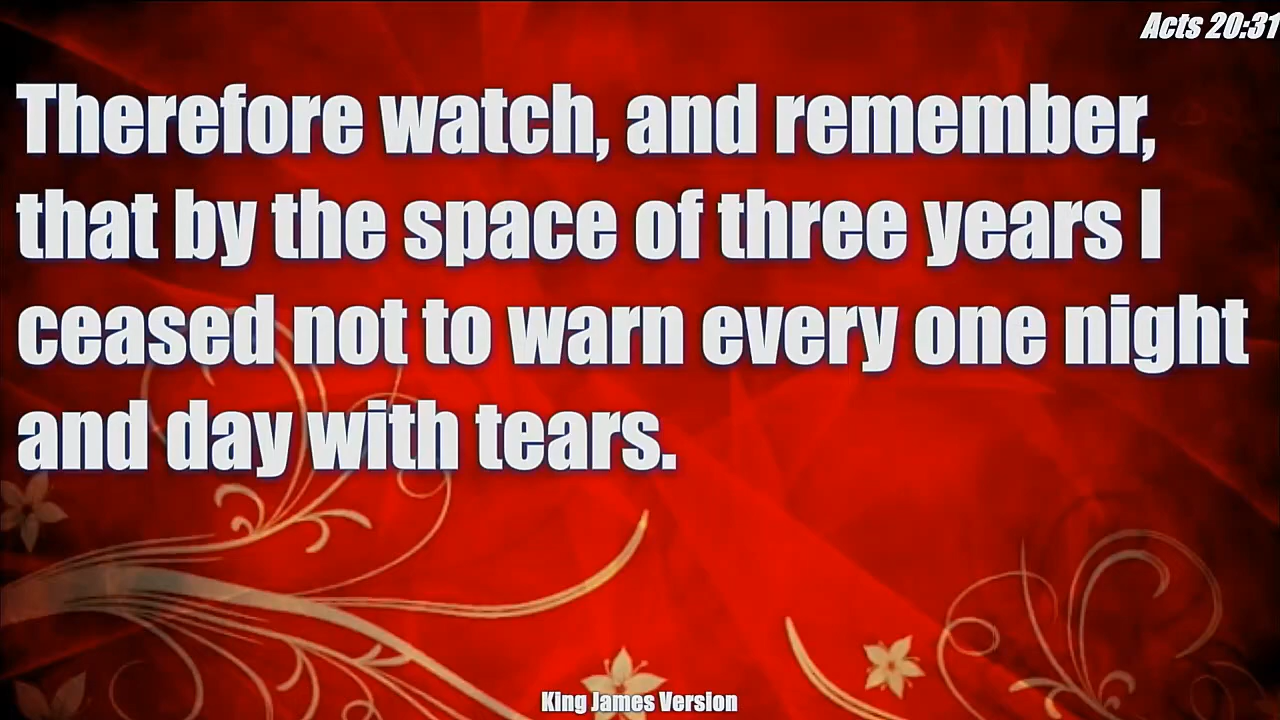 Acts 20:31
Therefore watch, and remember,
that by the space of three years I
ceased not to warn every one night
and day with tears.
King James Version